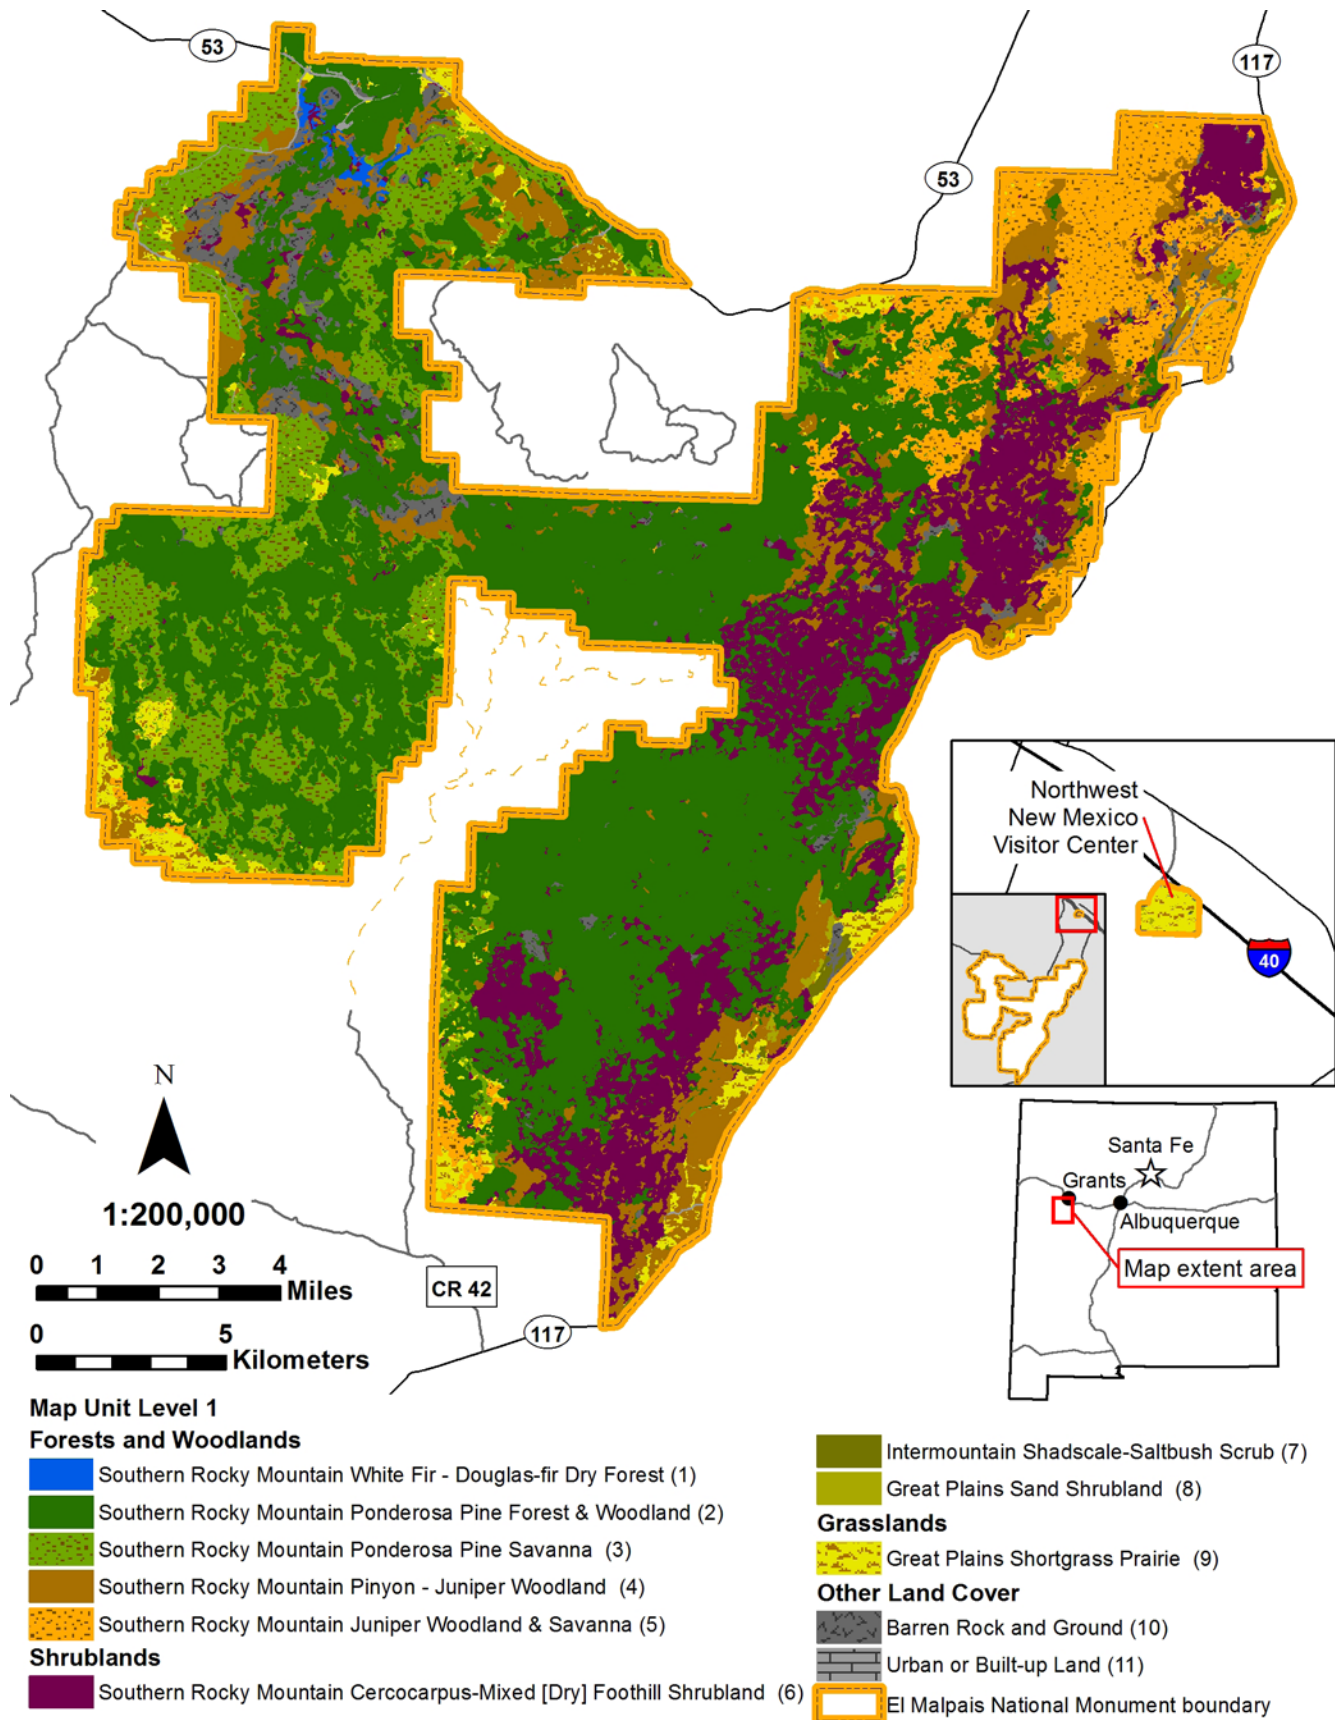 53
117
53
Northwest
New Mexico
Visitor Center
40
N
1:200,000
0 1 2 3 4
Miles
0 5
Kilometers
CR 42
117
Santa Fe
Grants
Albuquerque
Map extent area
Map Unit Level 1
Forests and Woodlands
Southern Rocky Mountain White Fir - Douglas-fir Dry Forest (1)
Southern Rocky Mountain Ponderosa Pine Forest & Woodland (2)
Southern Rocky Mountain Ponderosa Pine Savanna (3)
Southern Rocky Mountain Pinyon - Juniper Woodland (4)
Southern Rocky Mountain Juniper Woodland & Savanna (5)
Shrublands
Southern Rocky Mountain Cercocarpus-Mixed [Dry] Foothill Shrubland (6)
Intermountain Shadscale-Saltbush Scrub (7)
Great Plains Sand Shrubland (8)
Grasslands
Great Plains Shortgrass Prairie (9)
Other Land Cover
Barren Rock and Ground (10)
Urban or Built-up Land (11)
El Malpais National Monument boundary